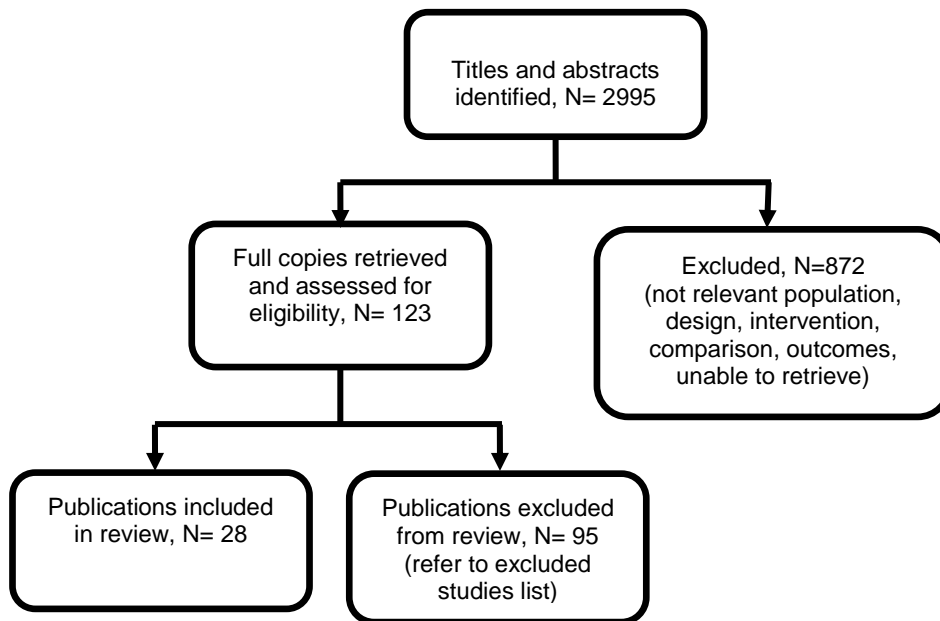 Titles and abstracts
identified, N= 2995
Full copies retrieved
and assessed for
eligibility, N= 123
Excluded, N=872
(not relevant population,
design, intervention,
comparison, outcomes,
unable to retrieve)
Publications included
in review, N= 28
Publications excluded
from review, N= 95
(refer to excluded
studies list)